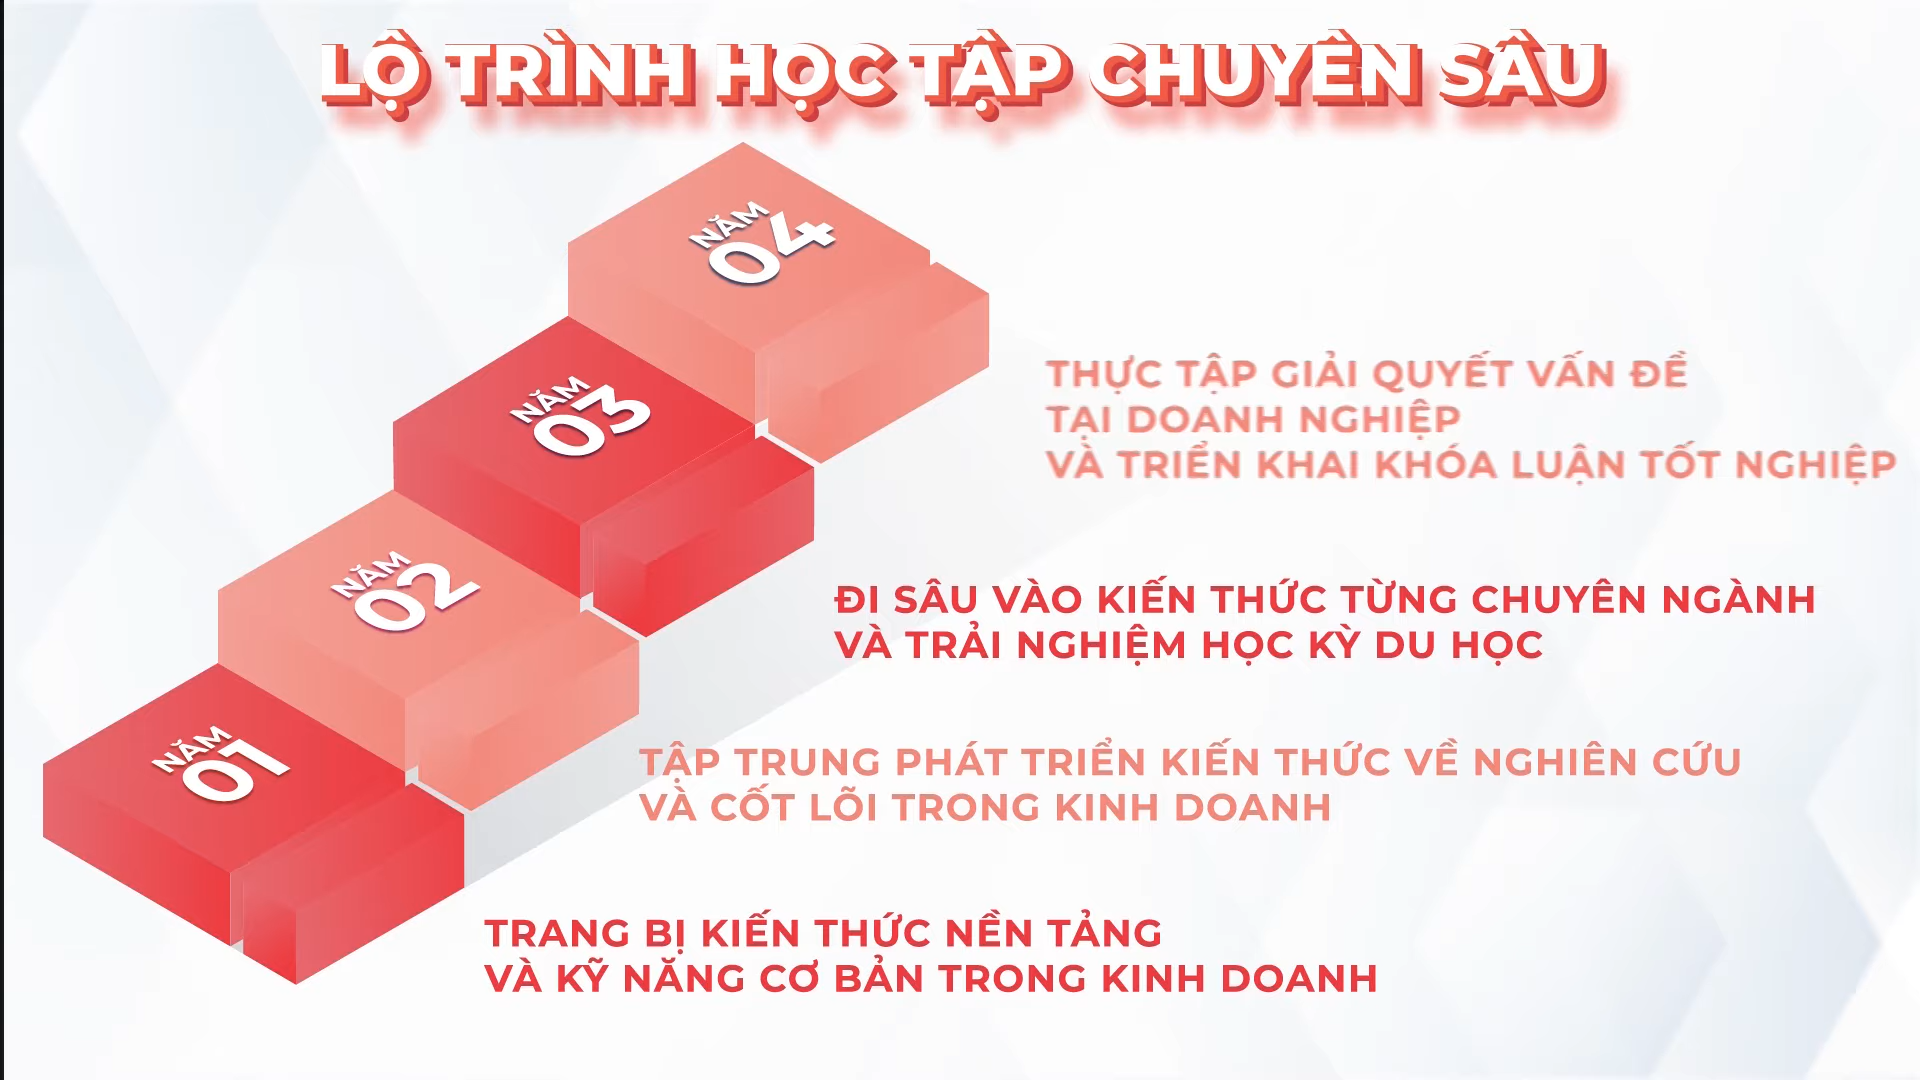 LỘ TRÌNH HỌC TẬP CHUYÊN SÂU
NĂM
04
THỰC TẬP GIẢI QUYẾT VẤN ĐỀ
TẠI DOANH NGHIỆP
VÀ TRIỂN KHAI KHÓA LUẬN TỐT NGHIỆP
NĂM
03
ĐI SÂU VÀO KIẾN THỨC TỪNG CHUYÊN NGÀNH
VÀ TRẢI NGHIỆM HỌC KỲ DU HỌC
NĂM
02
TẬP TRUNG PHÁT TRIỂN KIẾN THỨC VỀ NGHIÊN CỨU
VÀ CỐT LÕI TRONG KINH DOANH
NĂM
01
TRANG BỊ KIẾN THỨC NỀN TẢNG
VÀ KỸ NĂNG CƠ BẢN TRONG KINH DOANH